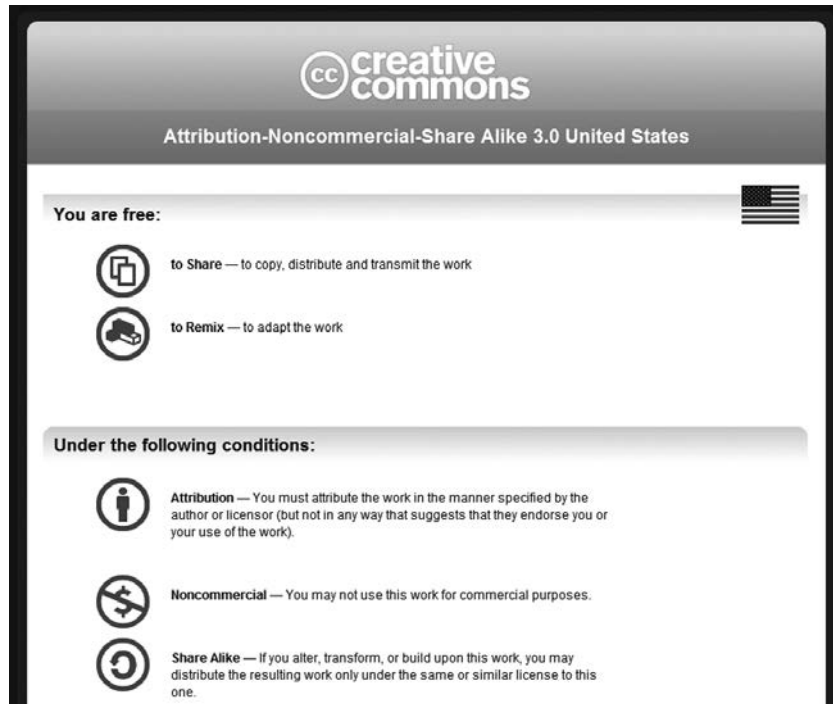 cc creative
commons
Attribution-Noncommercial-Share Alike 3.0 United States
You are free:
to Share — to copy, distribute and transmit the work
to Remix — to adapt the work
Under the following conditions:
Attribution — You must attribute the work in the manner specified by the
author or licensor (but not in any way that suggests that they endorse you or
your use of the work).
Noncommercial — You may not use this work for commercial purposes.
Share Alike — If you alter, transform, or build upon this work, you may
distribute the resulting work only under the same or similar license to this
one.